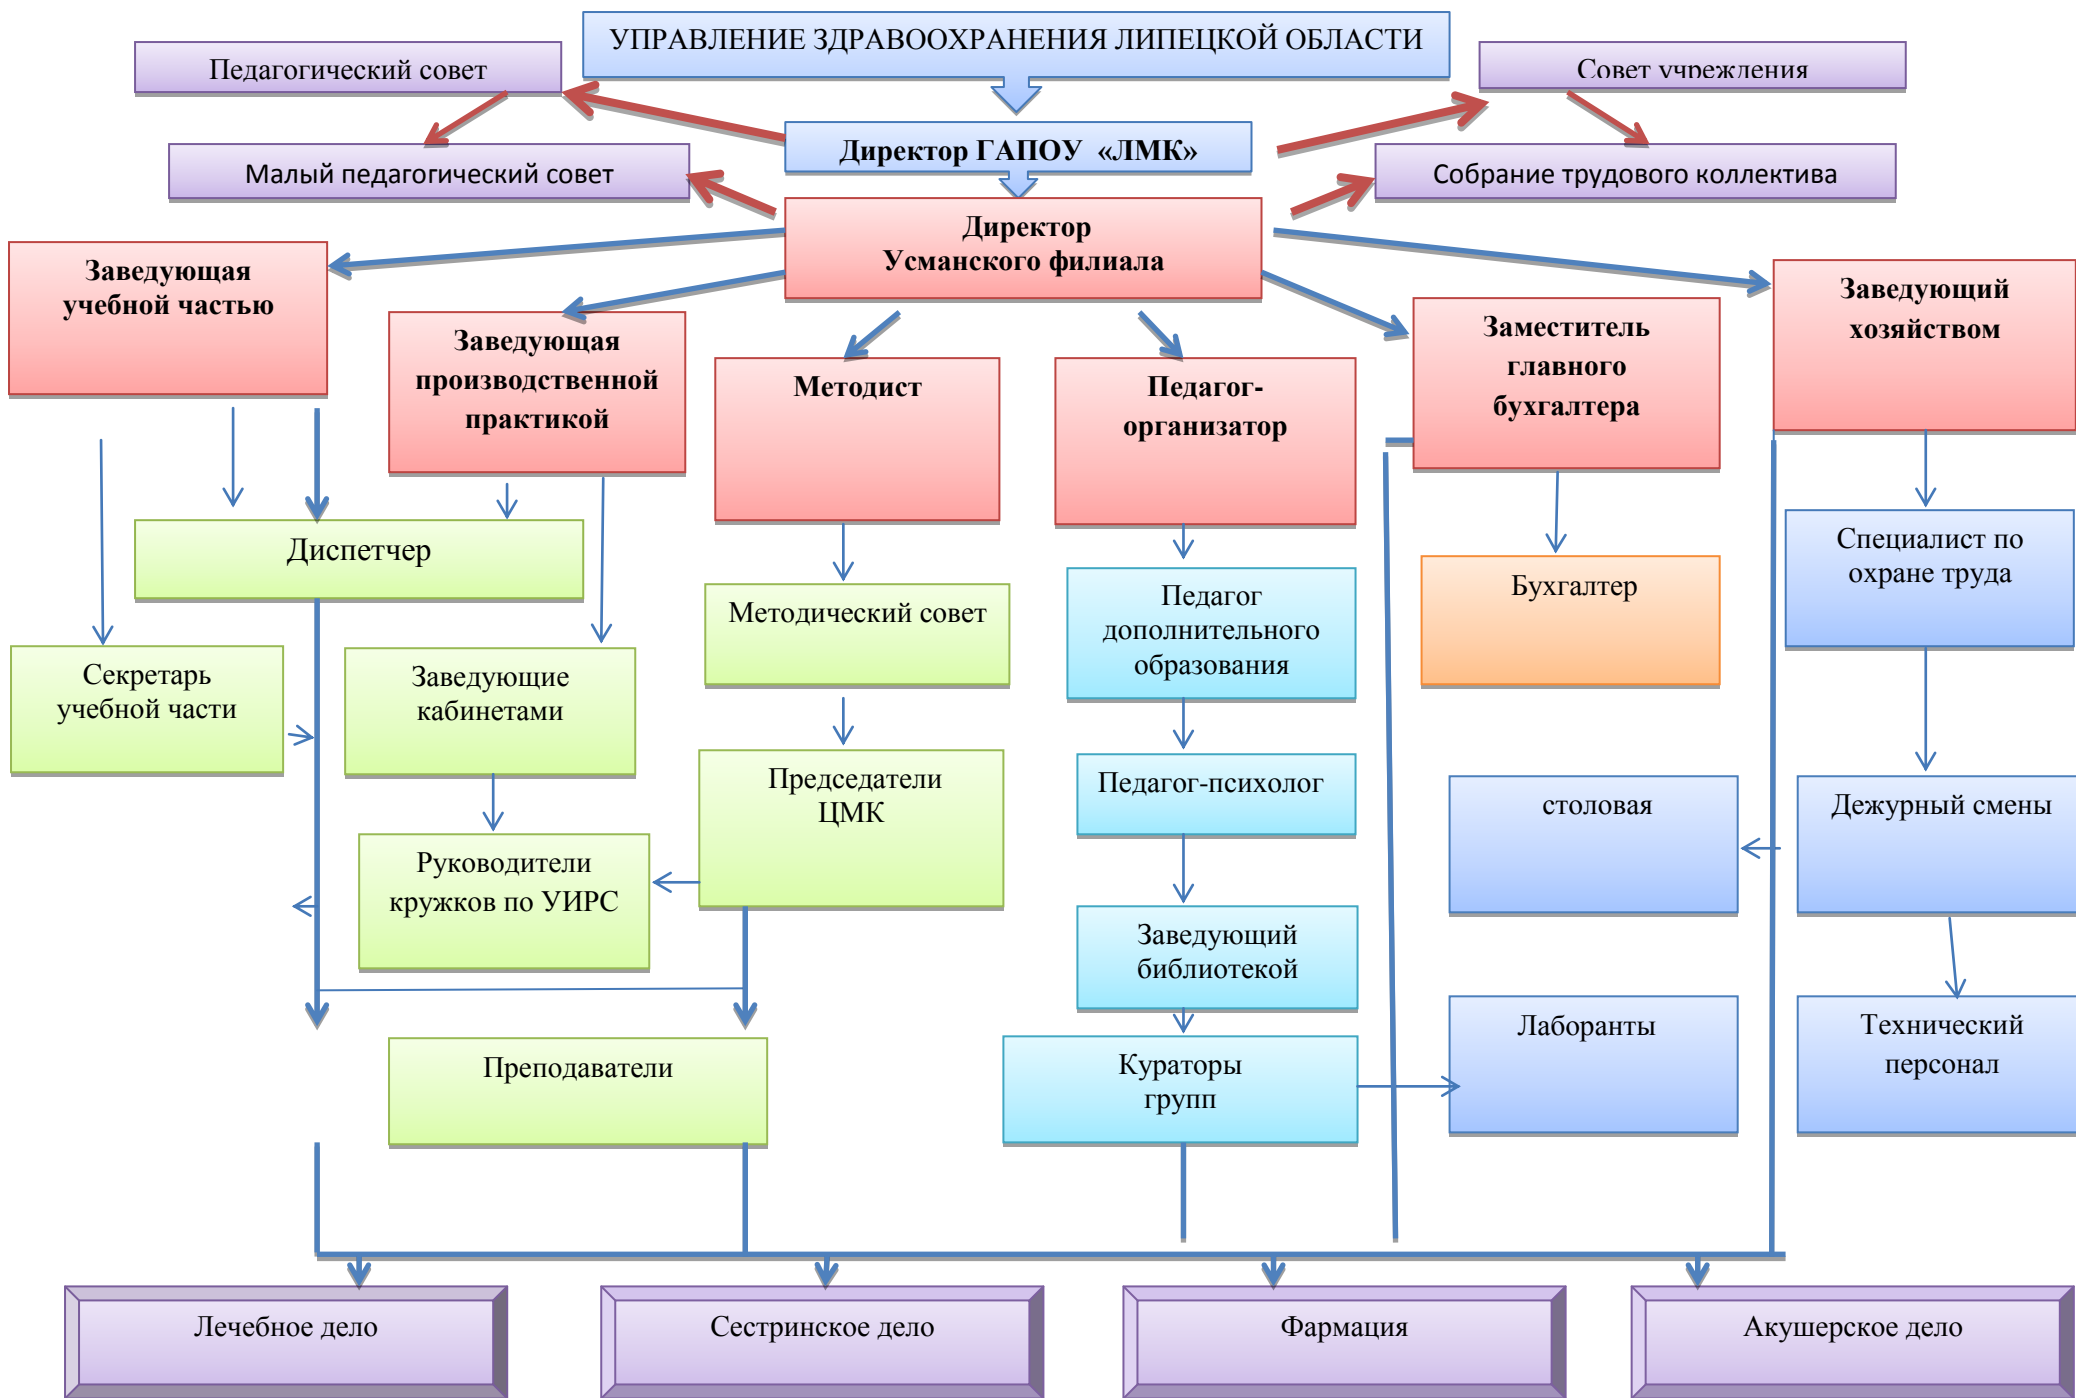 УПРАВЛЕНИЕ ЗДРАВООХРАНЕНИЯ ЛИПЕЦКОЙ ОБЛАСТИ
Педагогический совет
Совет учреждения
Директор ГАПОУ «ЛМК»
Малый педагогический совет
Собрание трудового коллектива
Директор
Усманского филиала
Заведующая
учебной частью
Заведующая
производственной
практикой
Методист
Педагог-
организатор
Заместитель
главного
бухгалтера
Заведующий
хозяйством
Диспетчер
Методический совет
Педагог
дополнительного
образования
Бухгалтер
Специалист по
охране труда
Секретарь
учебной части
Заведующие
кабинетами
Председатели
ЦМК
Педагог-психолог
столовая
Дежурный смены
Руководители
кружков по УИРС
Заведующий
библиотекой
Преподаватели
Кураторы
групп
Лаборанты
Технический
персонал
Лечебное дело
Сестринское дело
Фармация
Акушерское дело